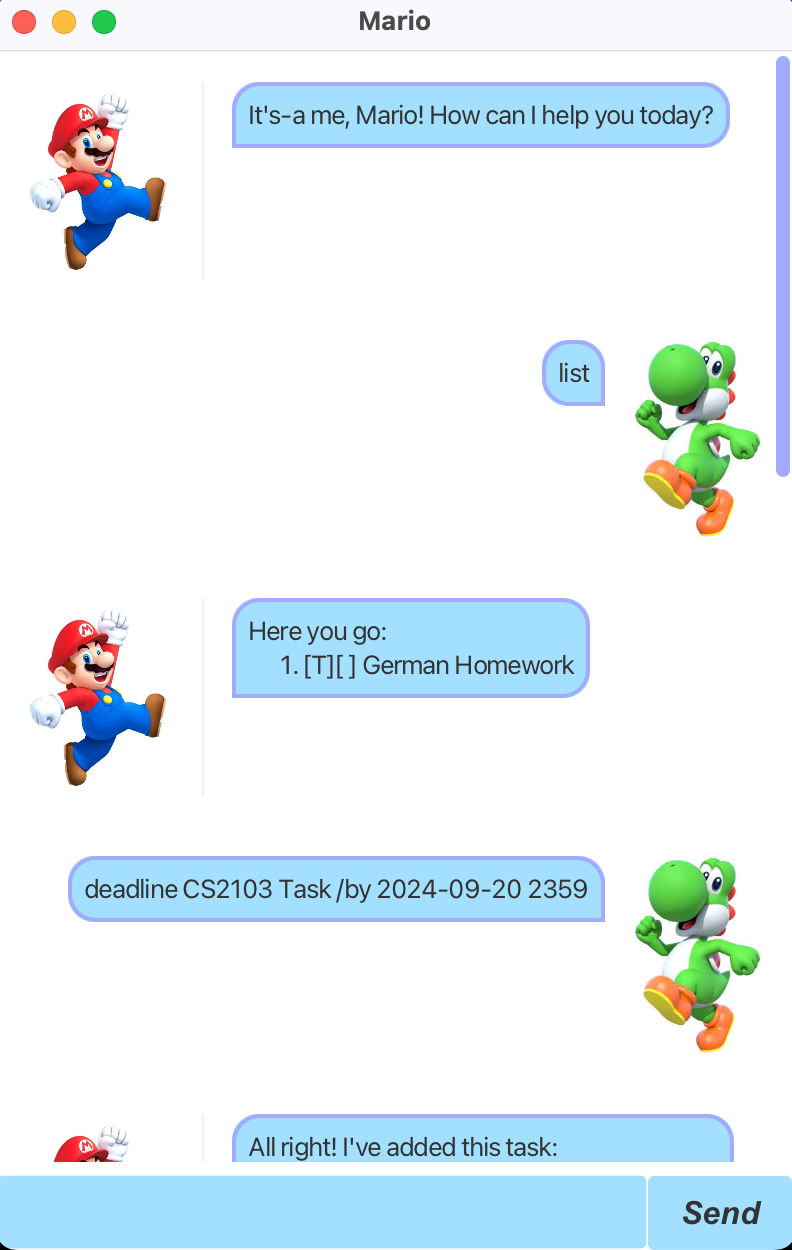 Mario
It's-a me, Mario! How can I help you today?
list
Here you go:
1. [T][ ] German Homework
deadline CS2103 Task /by 2024-09-20 2359
All right! I've added this task:
Send